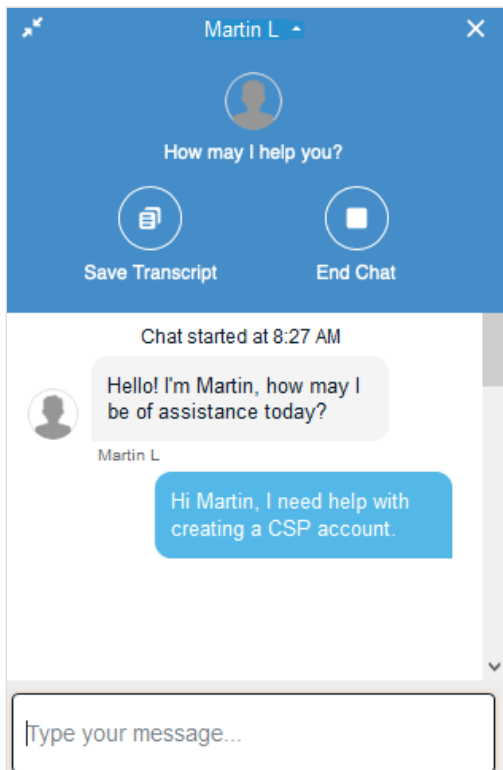 Martin L
How may I help you?
Save Transcript
End Chat
Chat started at 8:27 AM
Hello! I'm Martin, how may I
be of assistance today?
Martin L
Hi Martin, I need help with
creating a CSP account.
Type your message...